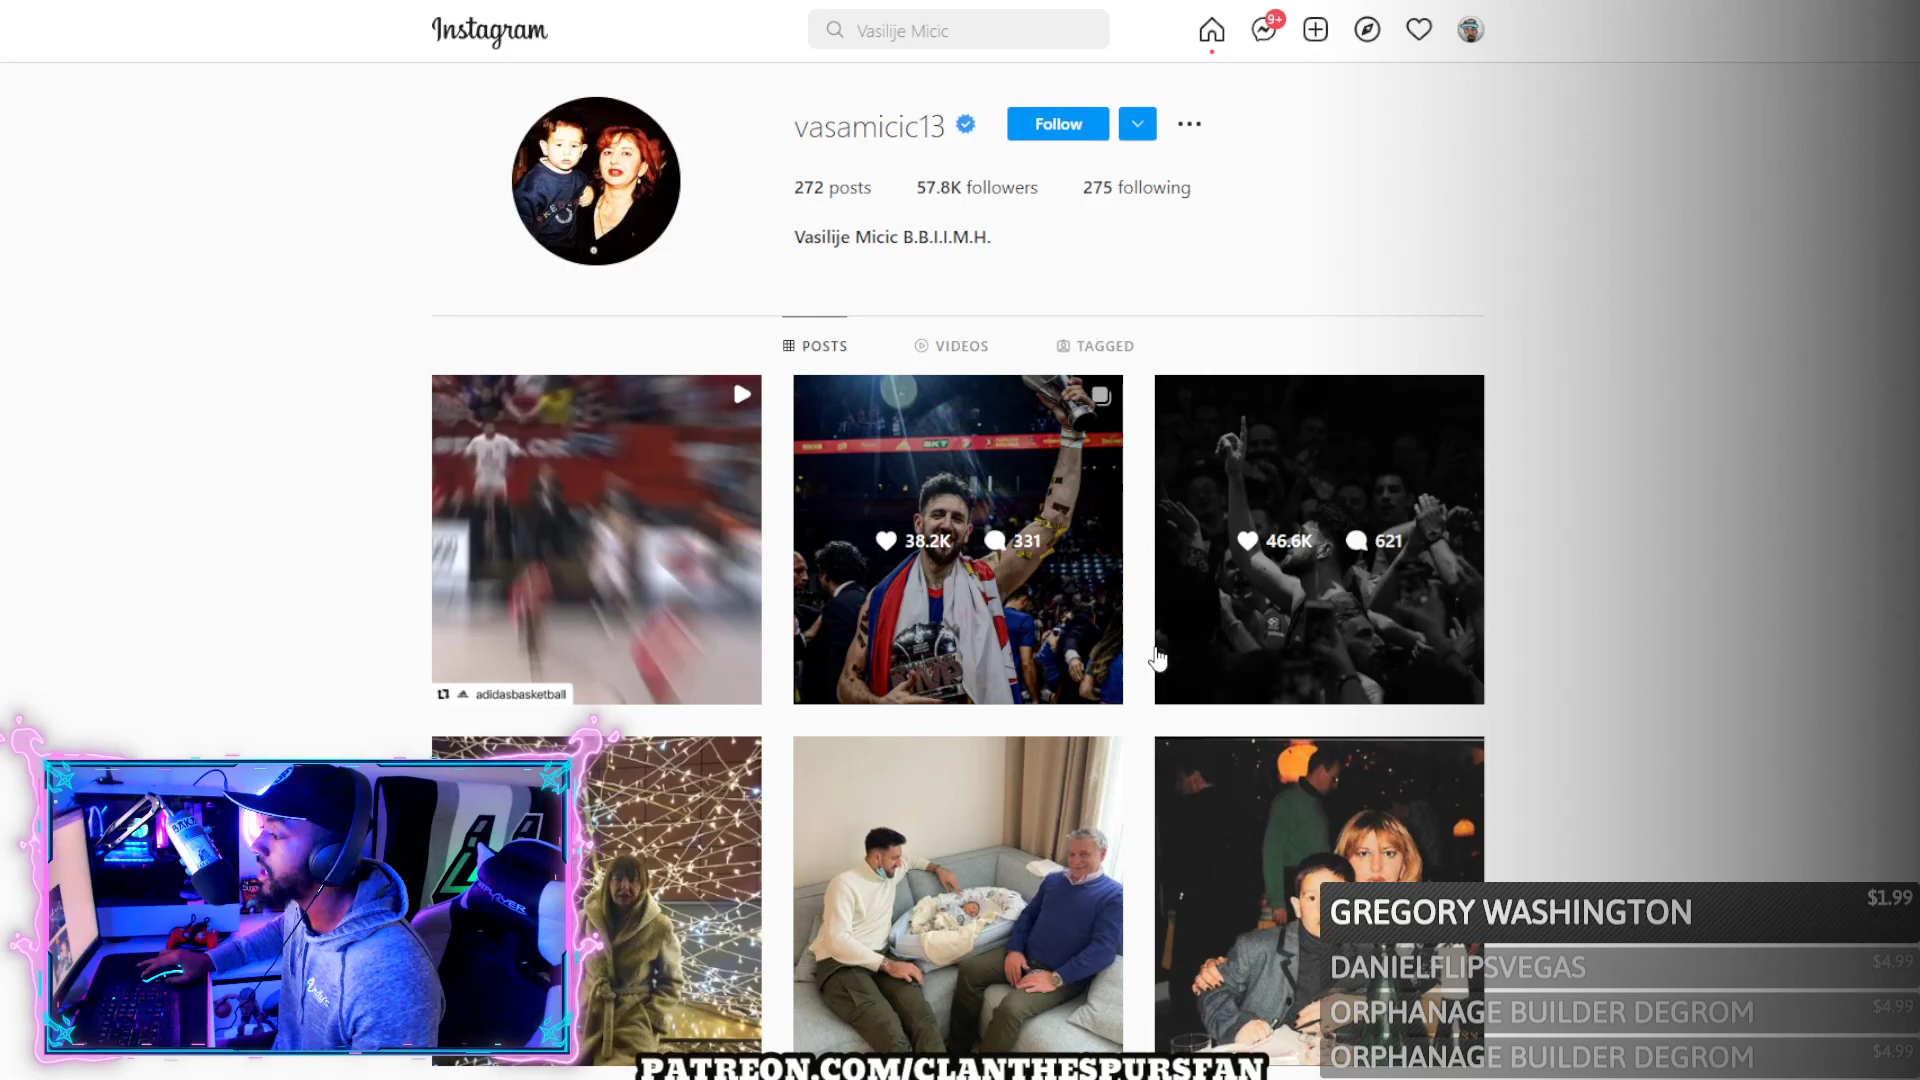 Instagram
Vasilije Micic
9+
vasamicic13
Follow
272 posts 57.8K followers 275 following
Vasilije Micic B.B.I.I.M.H.
POSTS VIDEOS TAGGED
38.2K 331
46.6K 621
adidasbasketball
GREGORY WASHINGTON $1.99
DANIELFLIPSVEGAS $4.99
ORPHANAGE BUILDER DEGROM $4.99
ORPHANAGE BUILDER DEGROM $4.99
PATREON.COM/CLANTHESPURSFAN